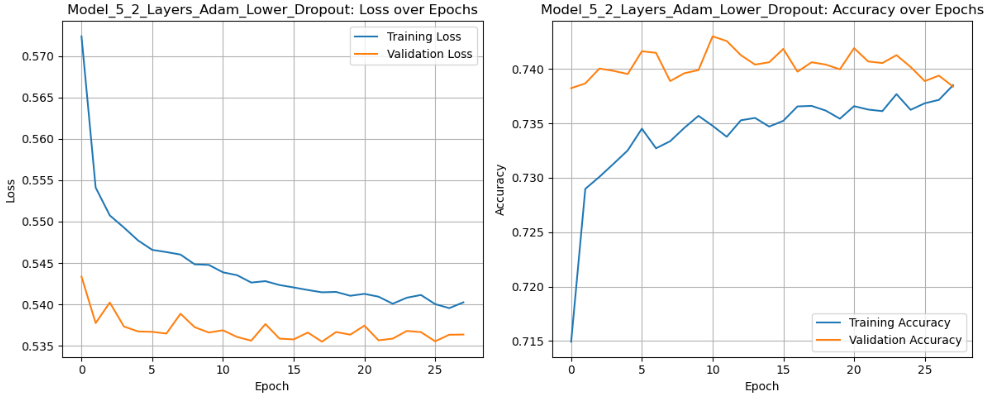 Model_5_2_Layers_Adam_Lower_Dropout: Loss over Epochs
0.570
0.565
0.560
0.555
0.550
0.545
0.540
0.535
Loss
Training Loss
Validation Loss
0 5 10 15 20 25
Epoch
Model_5_2_Layers_Adam_Lower_Dropout: Accuracy over Epochs
0.740
0.735
0.730
0.725
0.720
0.715
Accuracy
Training Accuracy
Validation Accuracy
0 5 10 15 20 25
Epoch